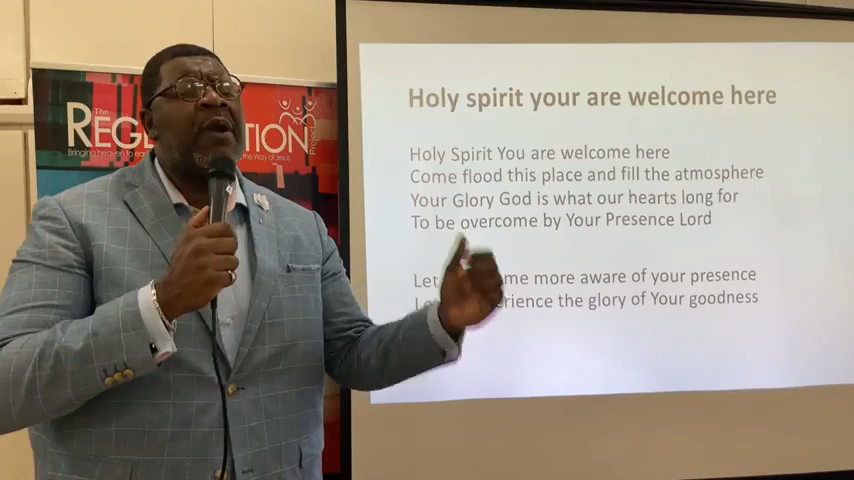 The
REG
TION
Project
Bringing heaven to ea
the Way of Jesus
Holy spirit your are welcome here
Holy Spirit You are welcome here
Come flood this place and fill the atmosphere
Your Glory God is what our hearts long for
To be overcome by Your Presence Lord
Let me more aware of your presence
erience the glory of Your goodness